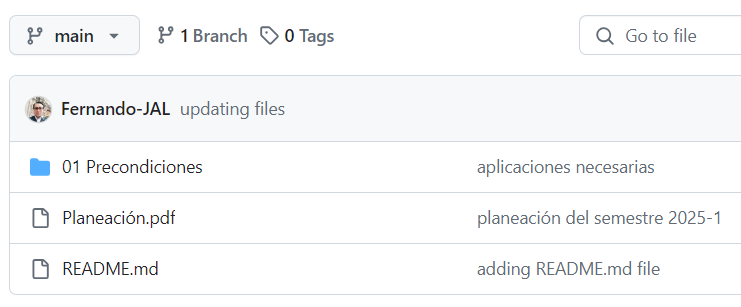 main 1 Branch 0 Tags Go to file
Fernando-JAL updating files
01 Precondiciones aplicaciones necesarias
Planeación.pdf planeación del semestre 2025-1
README.md adding README.md file